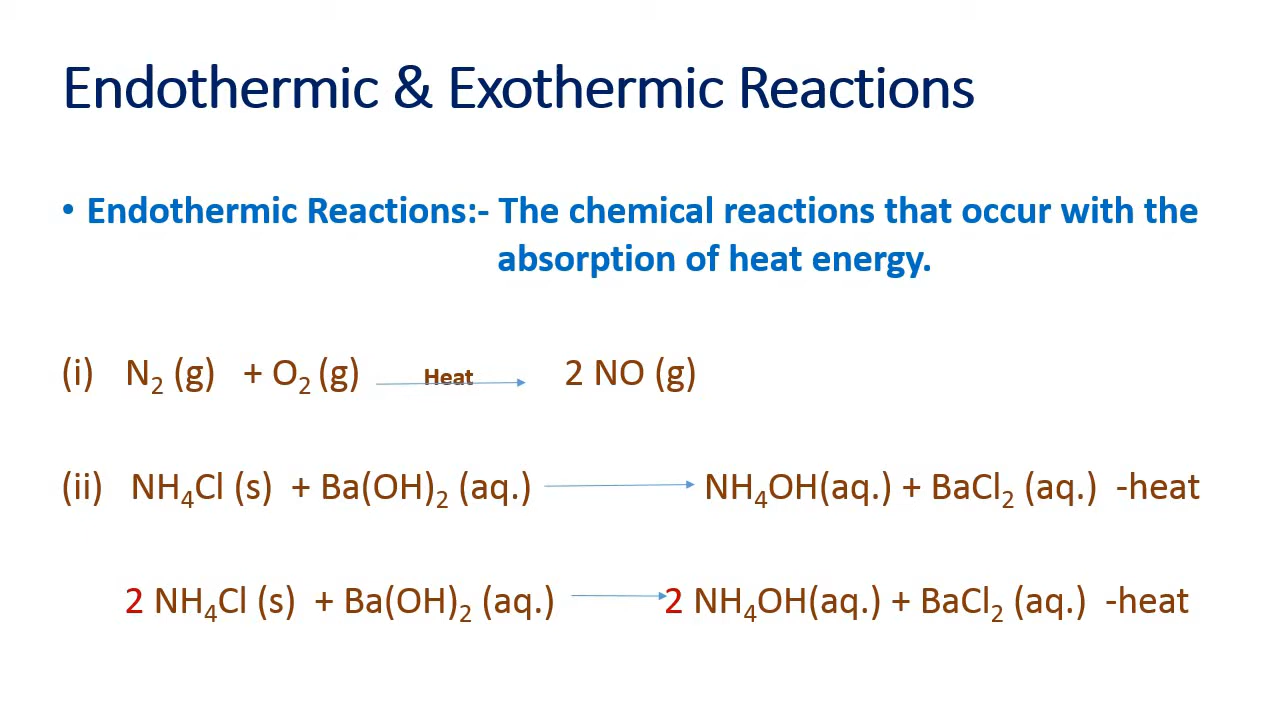 Endothermic & Exothermic Reactions
• Endothermic Reactions:- The chemical reactions that occur with the
absorption of heat energy.
(i) N₂ (g) + O₂ (g) Heat → 2 NO (g)
(ii) NH₄Cl (s) + Ba(OH)₂ (aq.) → NH₄OH(aq.) + BaCl₂ (aq.) -heat
2 NH₄Cl (s) + Ba(OH)₂ (aq.) → 2 NH₄OH(aq.) + BaCl₂ (aq.) -heat